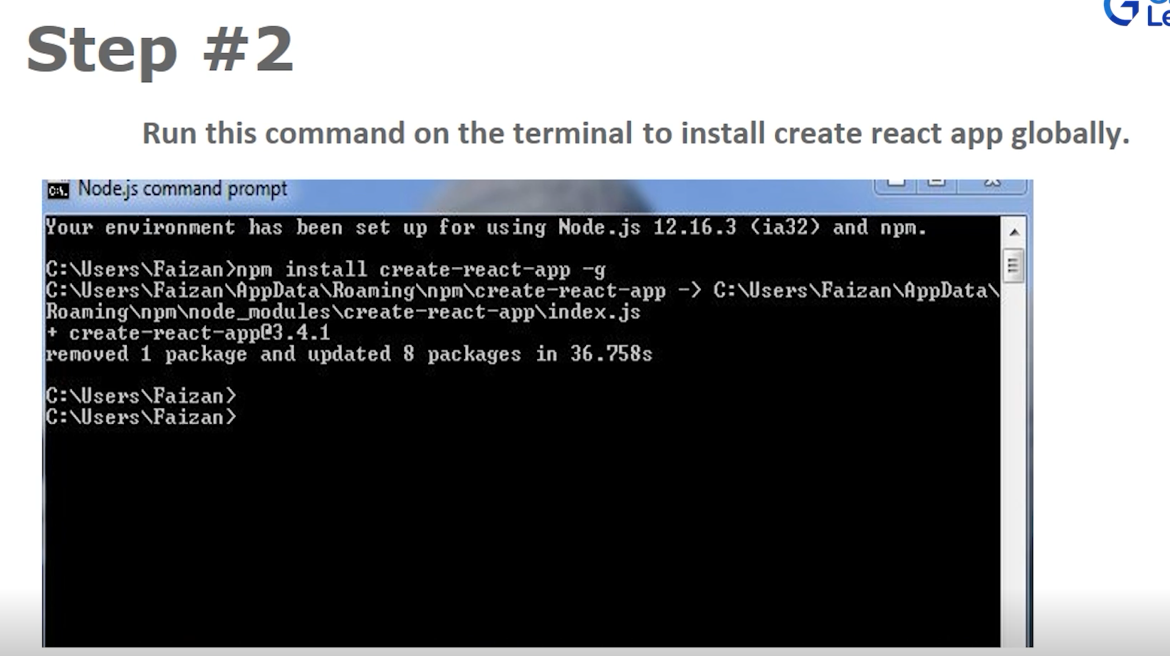 Step #2
Run this command on the terminal to install create react app globally.
Node.js command prompt
Your environment has been set up for using Node.js 12.16.3 (ia32) and npm.
C:\Users\Faizan>npm install create-react-app -g
C:\Users\Faizan\AppData\Roaming\npm\create-react-app -> C:\Users\Faizan\AppData\
Roaming\npm\node_modules\create-react-app\index.js
+ create-react-app@3.4.1
removed 1 package and updated 8 packages in 36.758s
C:\Users\Faizan>
C:\Users\Faizan>